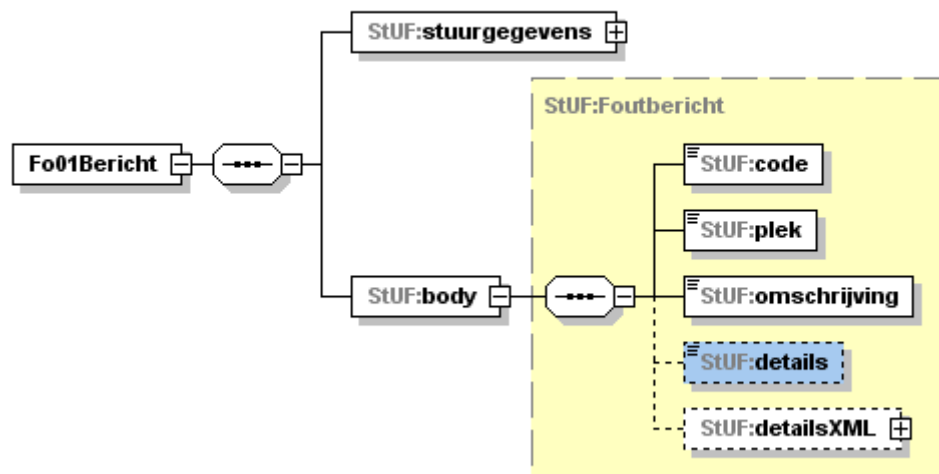 StUF:stuurgegevens
StUF:Foutbericht
Fo01Bericht
StUF:code
StUF:plek
StUF:body
StUF:omschrijving
StUF:details
StUF:detailsXML